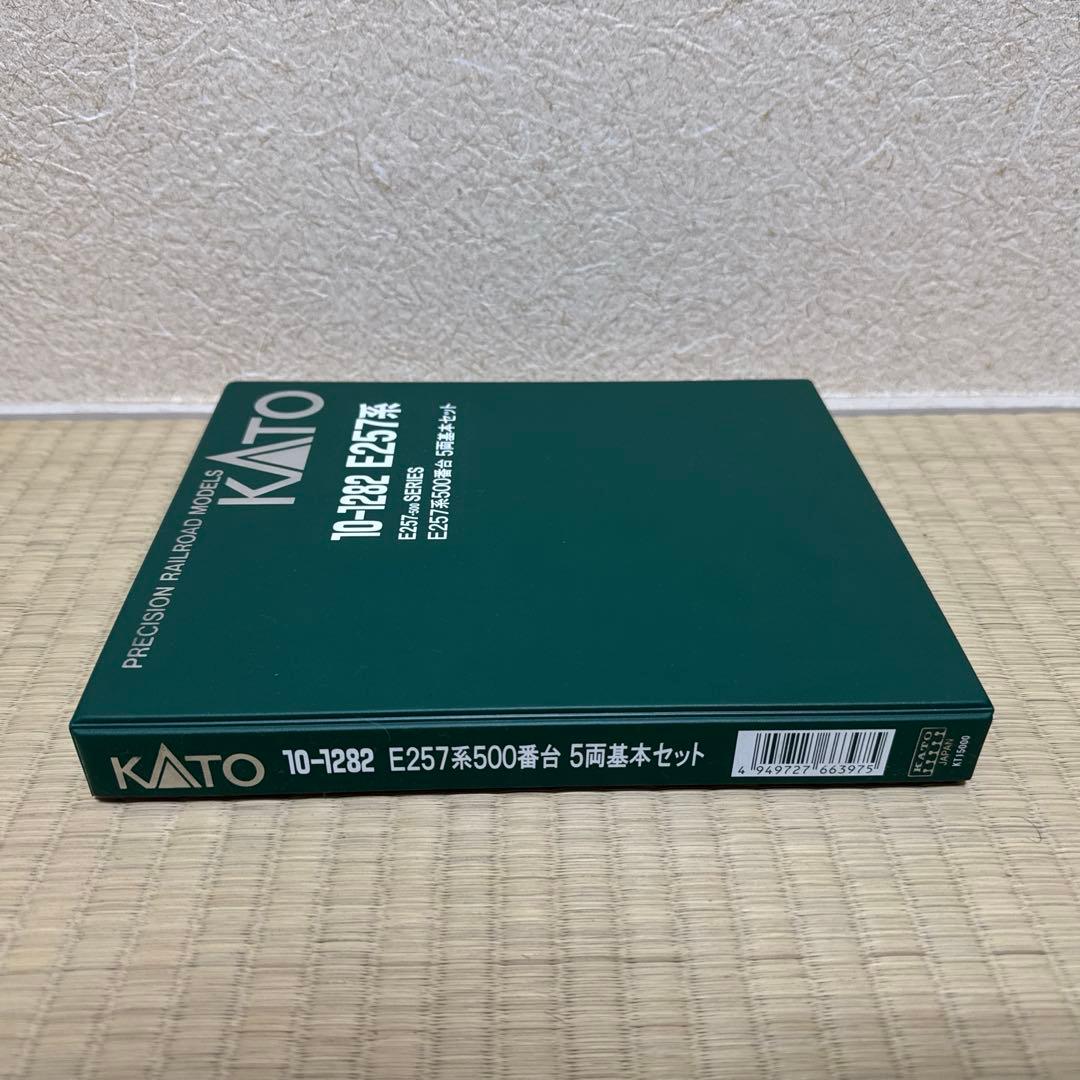 PRECISION RAILROAD MODELS
KATO
10-1282 E257系
E257-500 SERIES
E257系500番台 5両基本セット
KATO 10-1282 E257系500番台 5両基本セット
4 949727 663975
KATO
JAPAN
KTJ5000